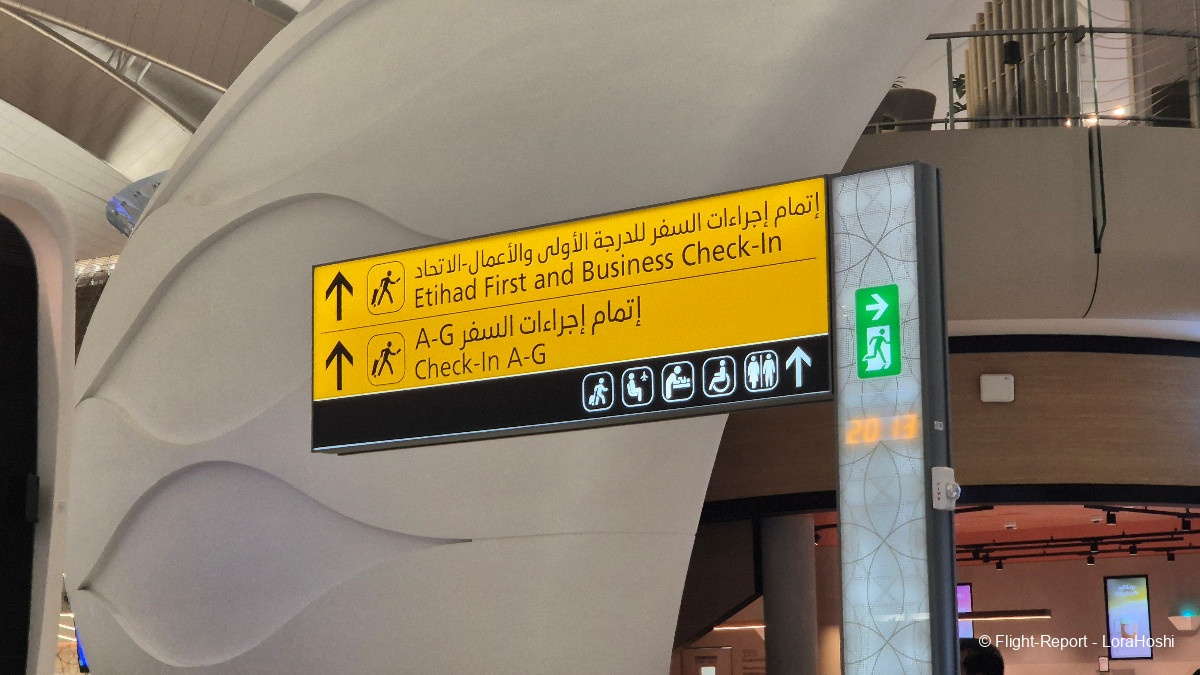 إتمام إجراءات السفر للدرجة الأولى والأعمال-الاتحاد
Etihad First and Business Check-In
إتمام إجراءات السفر A-G
Check-In A-G
20 13
© Flight-Report - LoraHoshi